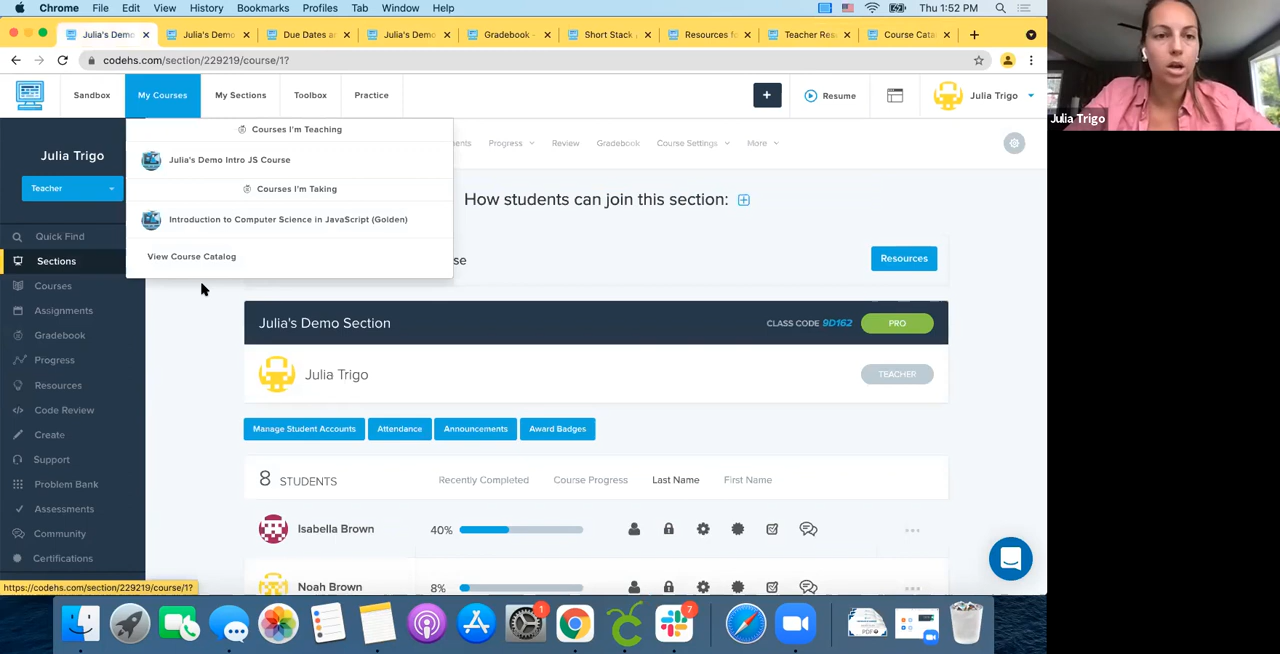 Chrome File Edit View History Bookmarks Profiles Tab Window Help Thu 1:52 PM
Julia's Demo Julia's Demo Due Dates a Julia's Demo Gradebook - Short Stack Resources fo Teacher Res Course Cata
codehs.com/section/229219/course/1?
Sandbox My Courses My Sections Toolbox Practice + Resume Julia Trigo
Julia Trigo
Courses I'm Teaching
Julia Trigo
ents Progress Review Gradebook Course Settings More
Julia's Demo Intro JS Course
Teacher
Courses I'm Taking
How students can join this section:
Introduction to Computer Science in JavaScript (Golden)
Quick Find
View Course Catalog
se
Resources
Sections
Courses
Assignments
Julia's Demo Section CLASS CODE 9D162 PRO
Gradebook
Progress
Julia Trigo TEACHER
Resources
Code Review
Manage Student Accounts Attendance Announcements Award Badges
Create
Support
8 STUDENTS Recently Completed Course Progress Last Name First Name
Problem Bank
Assessments
Isabella Brown 40%
Community
Certifications
Noah Brown 8%
https://codehs.com/section/229219/course/1?
1
7
PDF